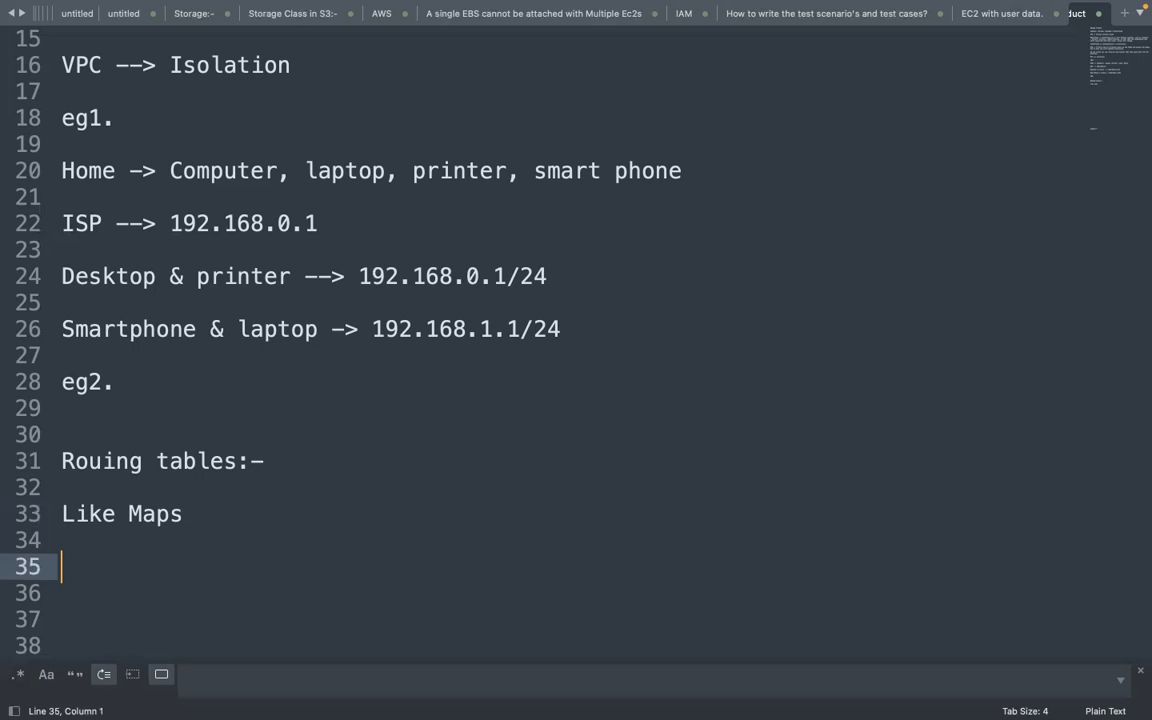 untitled untitled Storage:- Storage Class in S3:- AWS A single EBS cannot be attached with Multiple Ec2s IAM How to write the test scenario's and test cases? EC2 with user data. duct
15
16 VPC --> Isolation
17
18 eg1.
19
20 Home -> Computer, laptop, printer, smart phone
21
22 ISP --> 192.168.0.1
23
24 Desktop & printer --> 192.168.0.1/24
25
26 Smartphone & laptop -> 192.168.1.1/24
27
28 eg2.
29
30
31 Rouing tables:-
32
33 Like Maps
34
35
36
37
38
.* Aa “”
Line 35, Column 1 Tab Size: 4 Plain Text